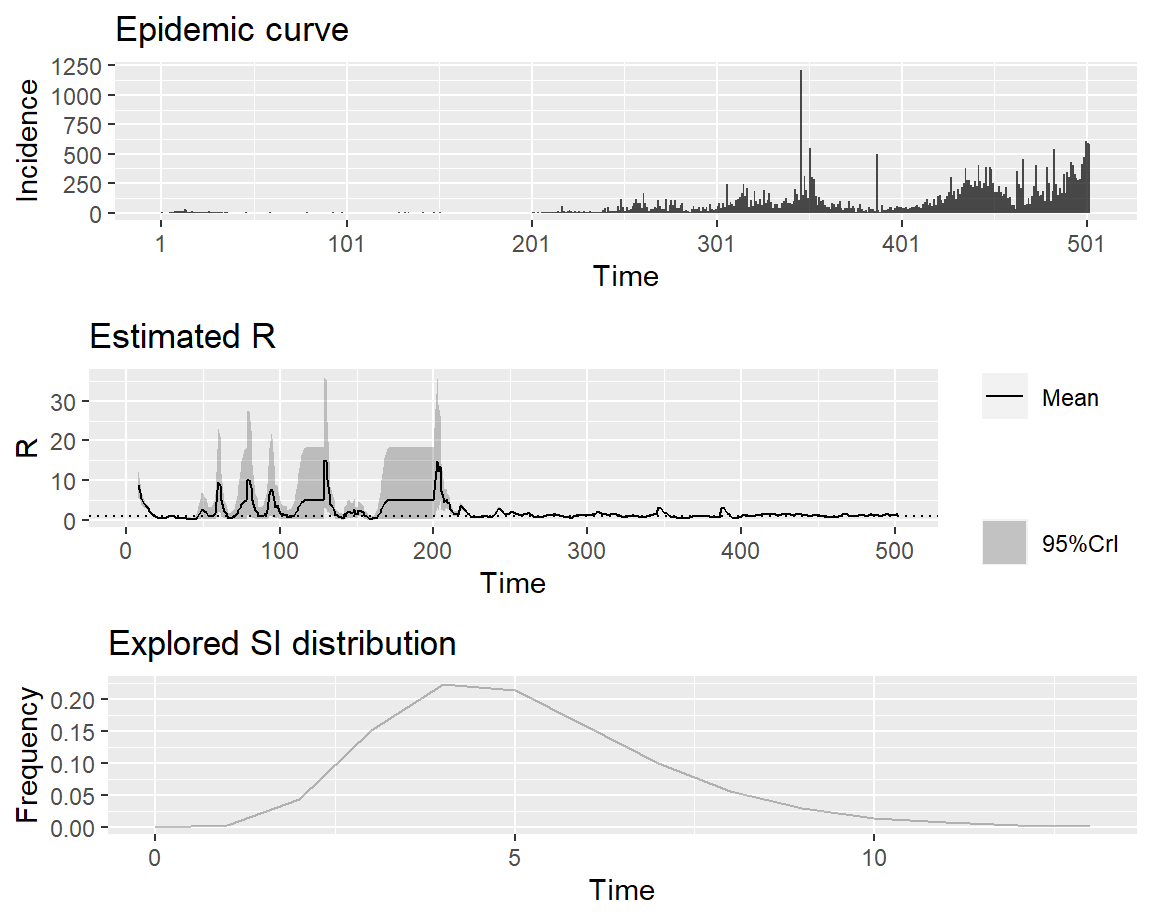 Epidemic curve
Incidence
1250
1000
750
500
250
0
1 101 201 301 401 501
Time
Estimated R
R
30
20
10
0
0 100 200 300 400 500
Time
Mean
95%CrI
Explored SI distribution
Frequency
0.20
0.15
0.10
0.05
0.00
0 5 10
Time